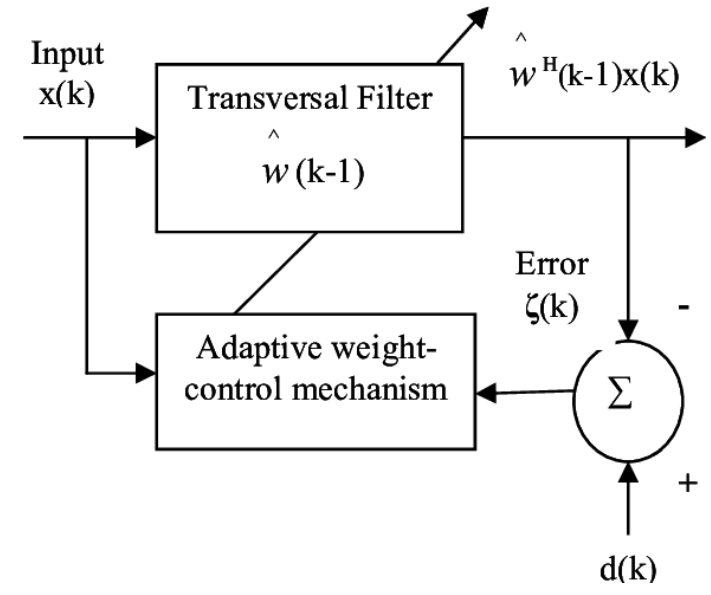 Input
x(k)
Transversal Filter
ŵ (k-1)
ŵ ᴴ(k-1)x(k)
Error
ζ(k)
-
Adaptive weight-
control mechanism
Σ
+
d(k)